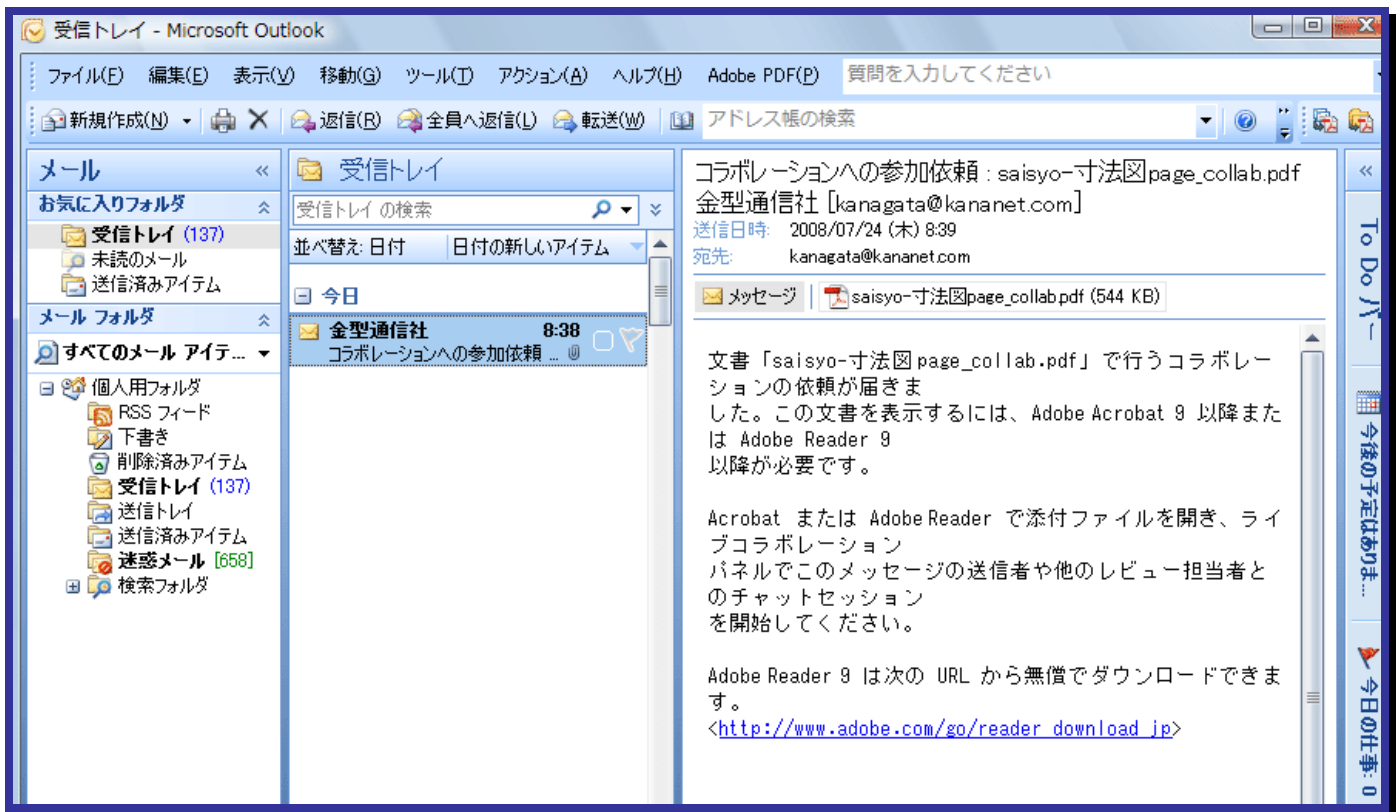 受信トレイ - Microsoft Outlook
ファイル(F) 編集(E) 表示(V) 移動(G) ツール(T) アクション(A) ヘルプ(H) Adobe PDF(P) 質問を入力してください
新規作成(N) 返信(R) 全員へ返信(L) 転送(W) アドレス帳の検索
メール
お気に入りフォルダ
受信トレイ (137)
未読のメール
送信済みアイテム
メール フォルダ
すべてのメール アイテ...
個人用フォルダ
RSS フィード
下書き
削除済みアイテム
受信トレイ (137)
送信トレイ
送信済みアイテム
迷惑メール [658]
検索フォルダ
受信トレイ
受信トレイ の検索
並べ替え: 日付 日付の新しいアイテム
今日
金型通信社 8:38
コラボレーションへの参加依頼 ...
コラボレーションへの参加依頼 : saisyo-寸法図page_collab.pdf
金型通信社 [kanagata@kananet.com]
送信日時: 2008/07/24 (木) 8:39
宛先: kanagata@kananet.com
メッセージ saisyo-寸法図page_collab.pdf (544 KB)
文書「saisyo-寸法図page_collab.pdf」で行うコラボレー
ションの依頼が届きま
した。この文書を表示するには、Adobe Acrobat 9 以降また
は Adobe Reader 9
以降が必要です。
Acrobat または Adobe Reader で添付ファイルを開き、ライ
ブコラボレーション
パネルでこのメッセージの送信者や他のレビュー担当者と
のチャットセッション
を開始してください。
Adobe Reader 9 は次の URL から無償でダウンロードできま
す。
<http://www.adobe.com/go/reader_download_jp>
To Do バー
今後の予定はありま...
今日の仕事: 0